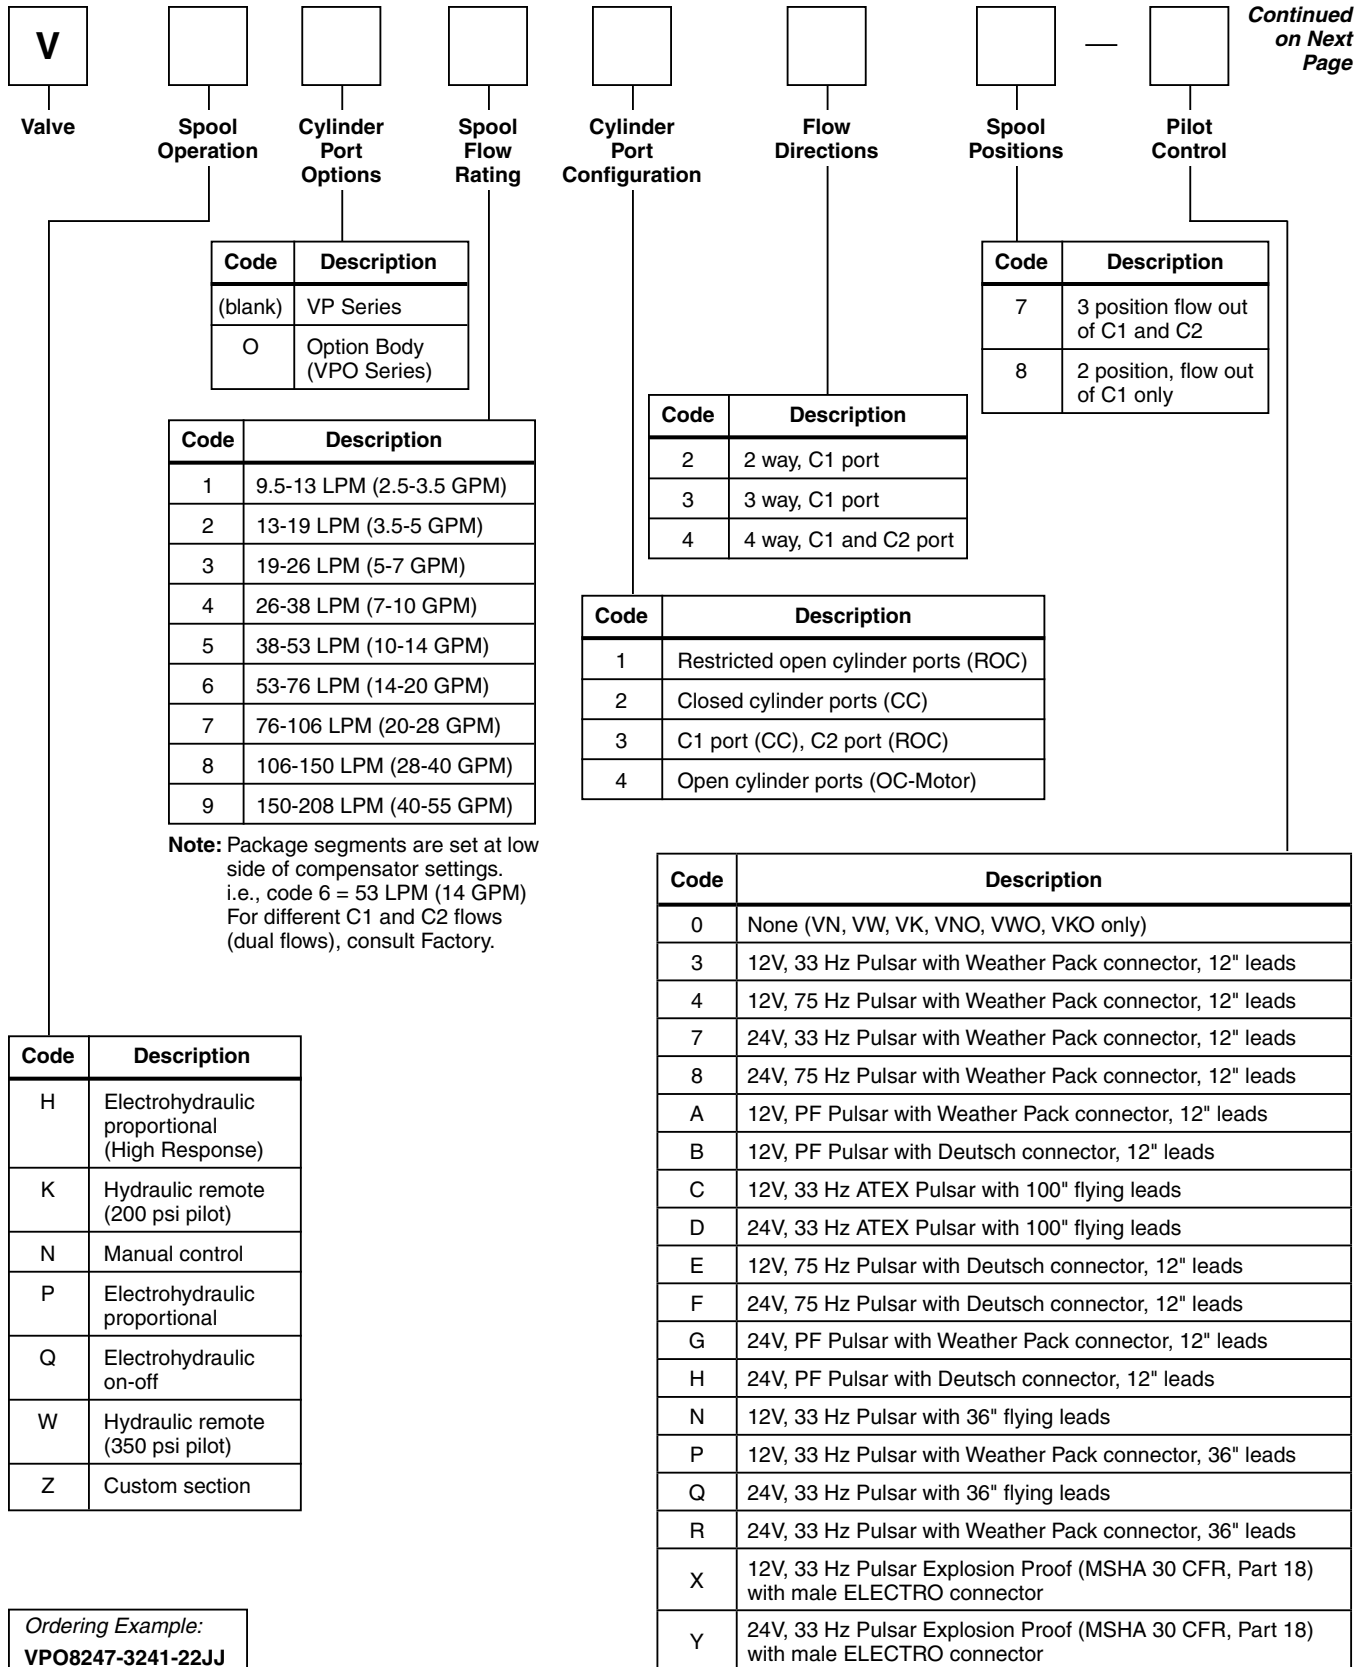 Continued
on Next
Page
V
—
Valve
Spool
Operation
Cylinder
Port
Options
Spool
Flow
Rating
Cylinder
Port
Configuration
Flow
Directions
Spool
Positions
Pilot
Control
Code Description
(blank) VP Series
O Option Body
(VPO Series)
Code Description
7 3 position flow out
of C1 and C2
8 2 position, flow out
of C1 only
Code Description
2 2 way, C1 port
3 3 way, C1 port
4 4 way, C1 and C2 port
Code Description
1 9.5-13 LPM (2.5-3.5 GPM)
2 13-19 LPM (3.5-5 GPM)
3 19-26 LPM (5-7 GPM)
4 26-38 LPM (7-10 GPM)
5 38-53 LPM (10-14 GPM)
6 53-76 LPM (14-20 GPM)
7 76-106 LPM (20-28 GPM)
8 106-150 LPM (28-40 GPM)
9 150-208 LPM (40-55 GPM)
Note: Package segments are set at low
side of compensator settings.
i.e., code 6 = 53 LPM (14 GPM)
For different C1 and C2 flows
(dual flows), consult Factory.
Code Description
1 Restricted open cylinder ports (ROC)
2 Closed cylinder ports (CC)
3 C1 port (CC), C2 port (ROC)
4 Open cylinder ports (OC-Motor)
Code Description
0 None (VN, VW, VK, VNO, VWO, VKO only)
3 12V, 33 Hz Pulsar with Weather Pack connector, 12" leads
4 12V, 75 Hz Pulsar with Weather Pack connector, 12" leads
7 24V, 33 Hz Pulsar with Weather Pack connector, 12" leads
8 24V, 75 Hz Pulsar with Weather Pack connector, 12" leads
A 12V, PF Pulsar with Weather Pack connector, 12" leads
B 12V, PF Pulsar with Deutsch connector, 12" leads
C 12V, 33 Hz ATEX Pulsar with 100" flying leads
D 24V, 33 Hz ATEX Pulsar with 100" flying leads
E 12V, 75 Hz Pulsar with Deutsch connector, 12" leads
F 24V, 75 Hz Pulsar with Deutsch connector, 12" leads
G 24V, PF Pulsar with Weather Pack connector, 12" leads
H 24V, PF Pulsar with Deutsch connector, 12" leads
N 12V, 33 Hz Pulsar with 36" flying leads
P 12V, 33 Hz Pulsar with Weather Pack connector, 36" leads
Q 24V, 33 Hz Pulsar with 36" flying leads
R 24V, 33 Hz Pulsar with Weather Pack connector, 36" leads
X 12V, 33 Hz Pulsar Explosion Proof (MSHA 30 CFR, Part 18)
with male ELECTRO connector
Y 24V, 33 Hz Pulsar Explosion Proof (MSHA 30 CFR, Part 18)
with male ELECTRO connector
Code Description
H Electrohydraulic
proportional
(High Response)
K Hydraulic remote
(200 psi pilot)
N Manual control
P Electrohydraulic
proportional
Q Electrohydraulic
on-off
W Hydraulic remote
(350 psi pilot)
Z Custom section
Ordering Example:
VPO8247-3241-22JJ